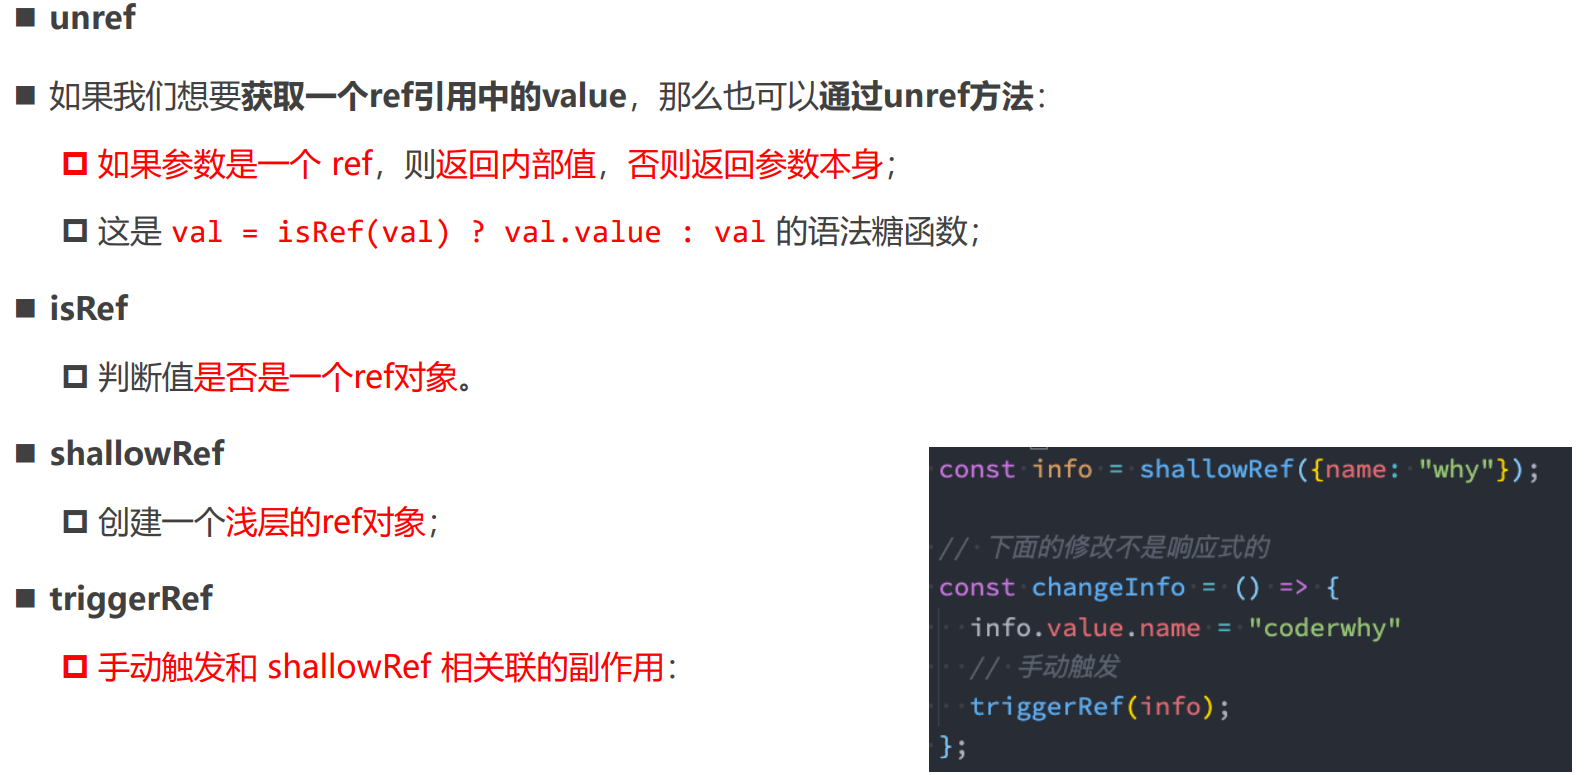 unref
如果我们想要获取一个ref引用中的value，那么也可以通过unref方法：
如果参数是一个 ref，则返回内部值，否则返回参数本身；
这是 val = isRef(val) ? val.value : val 的语法糖函数；
isRef
判断值是否是一个ref对象。
shallowRef
创建一个浅层的ref对象；
triggerRef
手动触发和 shallowRef 相关联的副作用：
const info = shallowRef({name: "why"});
// 下面的修改不是响应式的
const changeInfo = () => {
info.value.name = "coderwhy"
// 手动触发
triggerRef(info);
};